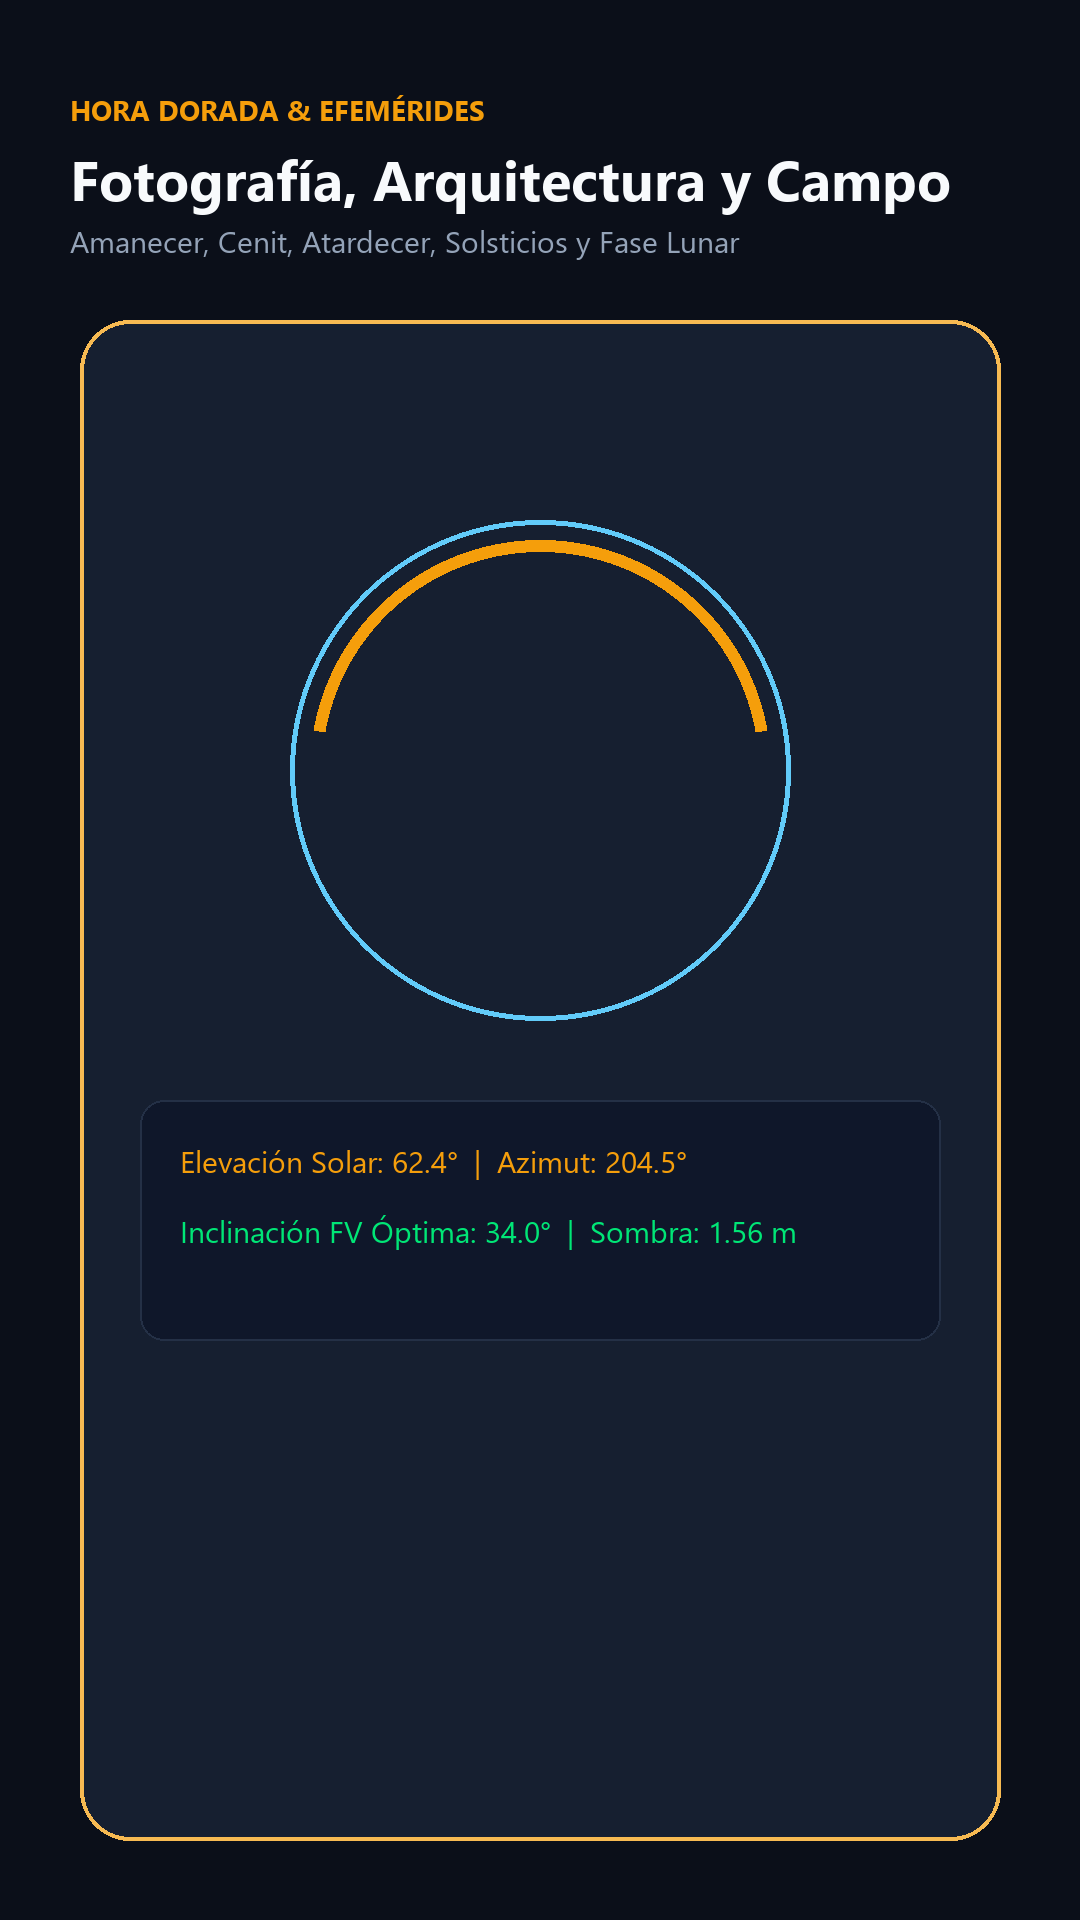 HORA DORADA & EFEMÉRIDES
Fotografía, Arquitectura y Campo
Amanecer, Cenit, Atardecer, Solsticios y Fase Lunar
Elevación Solar: 62.4° | Azimut: 204.5°
Inclinación FV Óptima: 34.0° | Sombra: 1.56 m